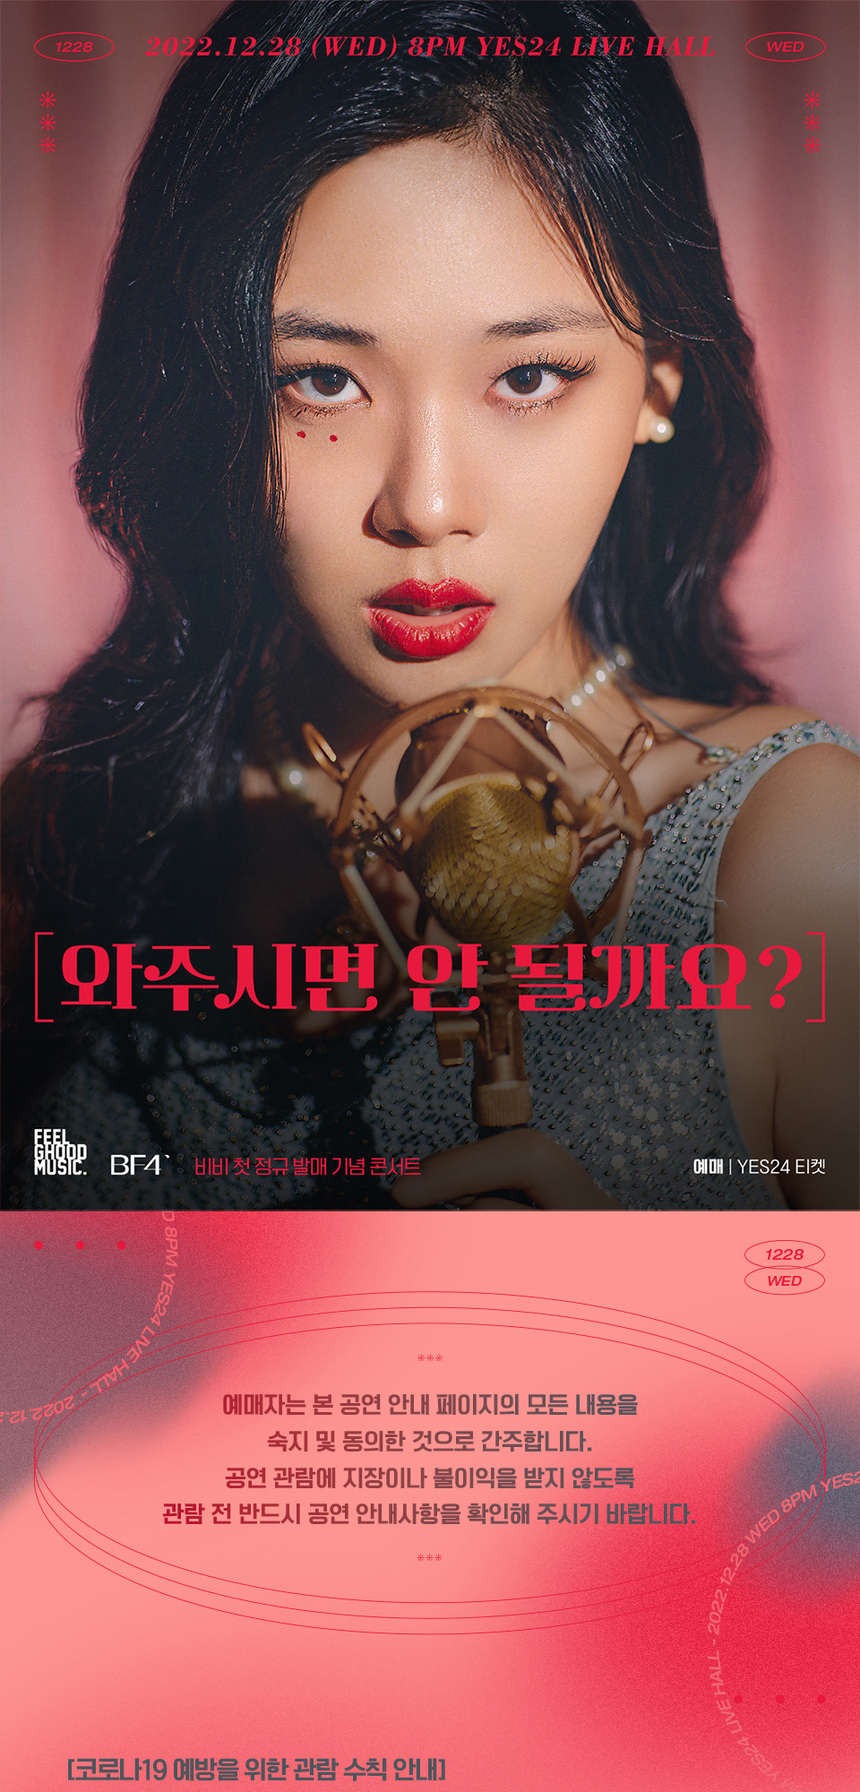 1228
2022.12.28 (WED) 8PM YES24 LIVE HALL
WED
[와주시면 안 될까요?]
FEEL
GHOOD
MUSIC.
BF4
비비 첫 정규 발매 기념 콘서트
예매 | YES24 티켓
D 8PM YES24 LIVE HALL - 2022.12.2
1228
WED
예매자는 본 공연 안내 페이지의 모든 내용을
숙지 및 동의한 것으로 간주합니다.
공연 관람에 지장이나 불이익을 받지 않도록
관람 전 반드시 공연 안내사항을 확인해 주시기 바랍니다.
YES24 LIVE HALL - 2022.12.28 WED 8PM YES2
[코로나19 예방을 위한 관람 수칙 안내]